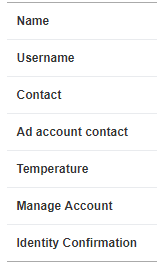 Name
Username
Contact
Ad account contact
Temperature
Manage Account
Identity Confirmation